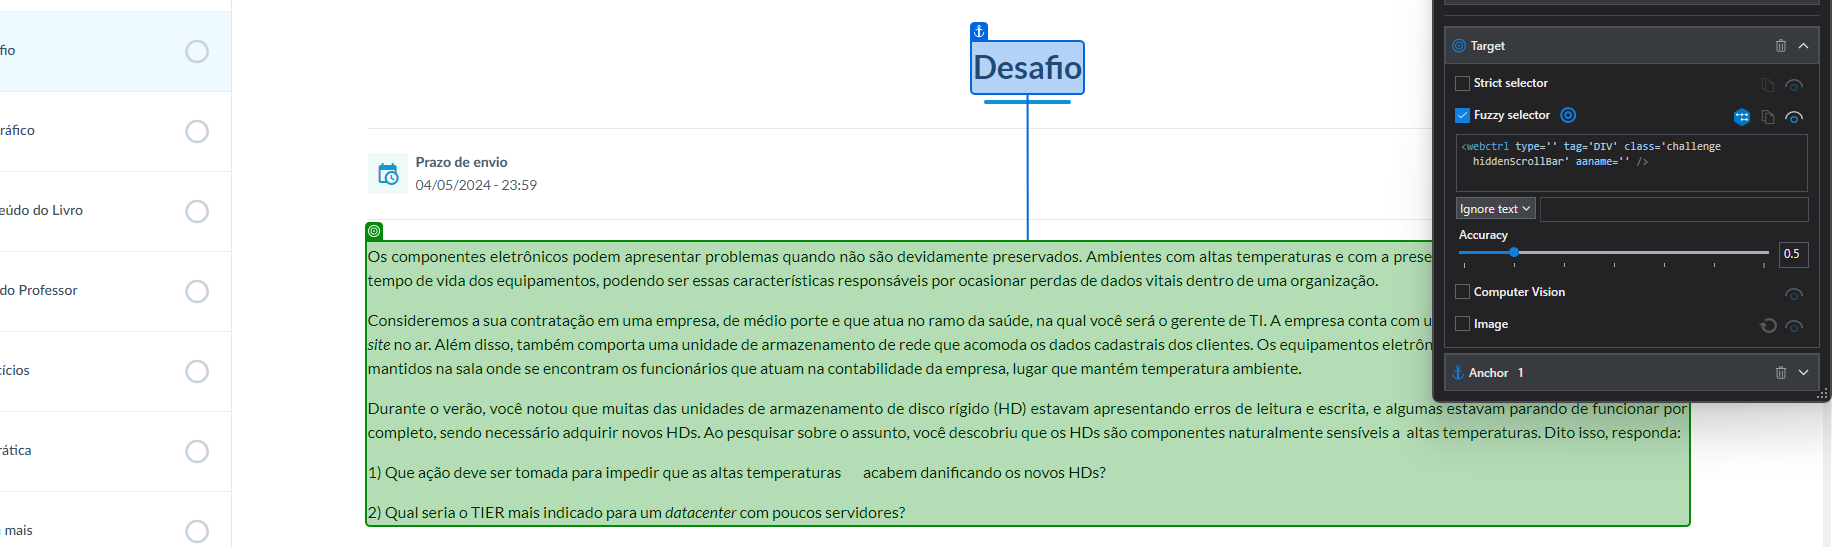 fio
ráfico
eúdo do Livro
do Professor
cícios
rática
mais
Desafio
Prazo de envio
04/05/2024 - 23:59
Os componentes eletrônicos podem apresentar problemas quando não são devidamente preservados. Ambientes com altas temperaturas e com a prese
tempo de vida dos equipamentos, podendo ser essas características responsáveis por ocasionar perdas de dados vitais dentro de uma organização.
Consideremos a sua contratação em uma empresa, de médio porte e que atua no ramo da saúde, na qual você será o gerente de TI. A empresa conta com u
site no ar. Além disso, também comporta uma unidade de armazenamento de rede que acomoda os dados cadastrais dos clientes. Os equipamentos eletrôn
mantidos na sala onde se encontram os funcionários que atuam na contabilidade da empresa, lugar que mantém temperatura ambiente.
Durante o verão, você notou que muitas das unidades de armazenamento de disco rígido (HD) estavam apresentando erros de leitura e escrita, e algumas estavam parando de funcionar por
completo, sendo necessário adquirir novos HDs. Ao pesquisar sobre o assunto, você descobriu que os HDs são componentes naturalmente sensíveis a altas temperaturas. Dito isso, responda:
1) Que ação deve ser tomada para impedir que as altas temperaturas acabem danificando os novos HDs?
2) Qual seria o TIER mais indicado para um datacenter com poucos servidores?
Target
Strict selector
Fuzzy selector
<webctrl type='' tag='DIV' class='challenge
hiddenScrollBar' aaname='' />
Ignore text
Accuracy
0.5
Computer Vision
Image
Anchor 1